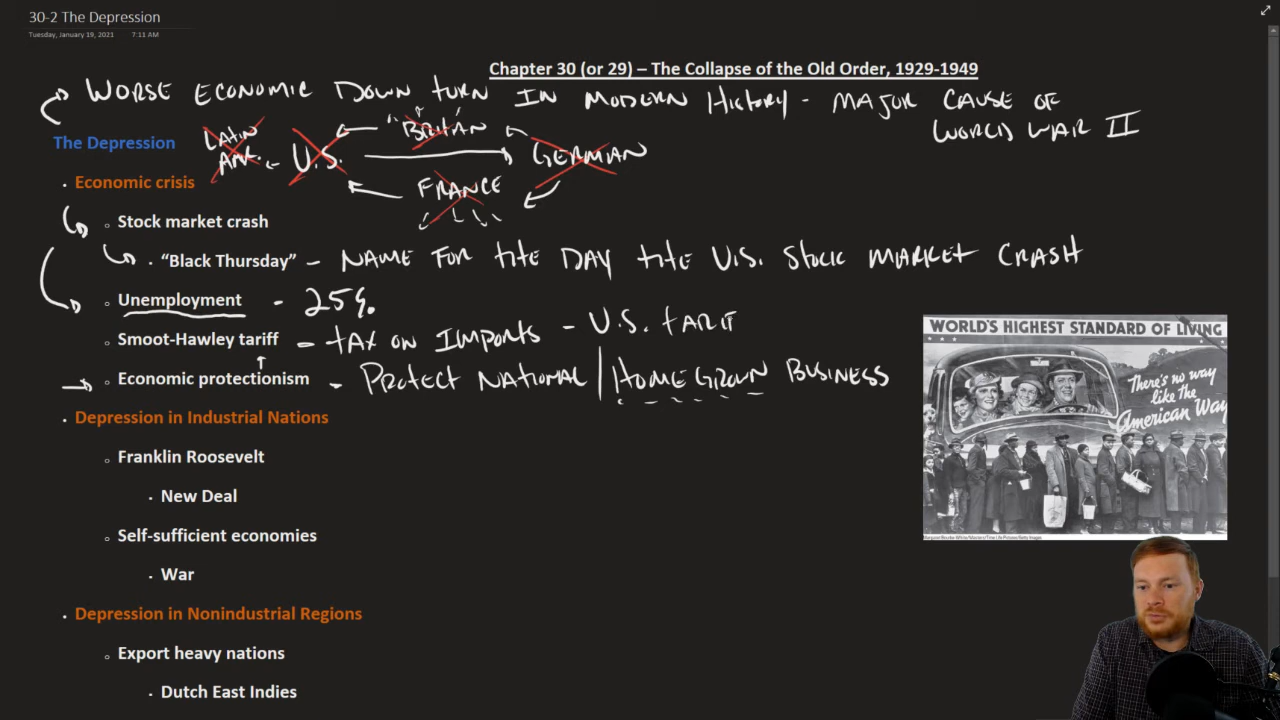 30-2 The Depression
Tuesday, January 19, 2021 7:11 AM
Chapter 30 (or 29) – The Collapse of the Old Order, 1929-1949
WORSE ECONOMIC DOWN TURN IN MODERN HISTORY - MAJOR CAUSE OF
WORLD WAR II
The Depression
LATIN
AM.
U.S.
"BRITAN
GERMAN
FRANCE
Economic crisis
Stock market crash
"Black Thursday" - NAME FOR THE DAY THE U.S. STOCK MARKET CRASH
Unemployment - 25%
Smoot-Hawley tariff - TAX ON IMPORTS - U.S. TARIF
Economic protectionism - PROTECT NATIONAL | HOME GROWN BUSINESS
Depression in Industrial Nations
Franklin Roosevelt
New Deal
Self-sufficient economies
War
Depression in Nonindustrial Regions
Export heavy nations
Dutch East Indies
WORLD'S HIGHEST STANDARD OF LIVING
There's no way
like the
American Way